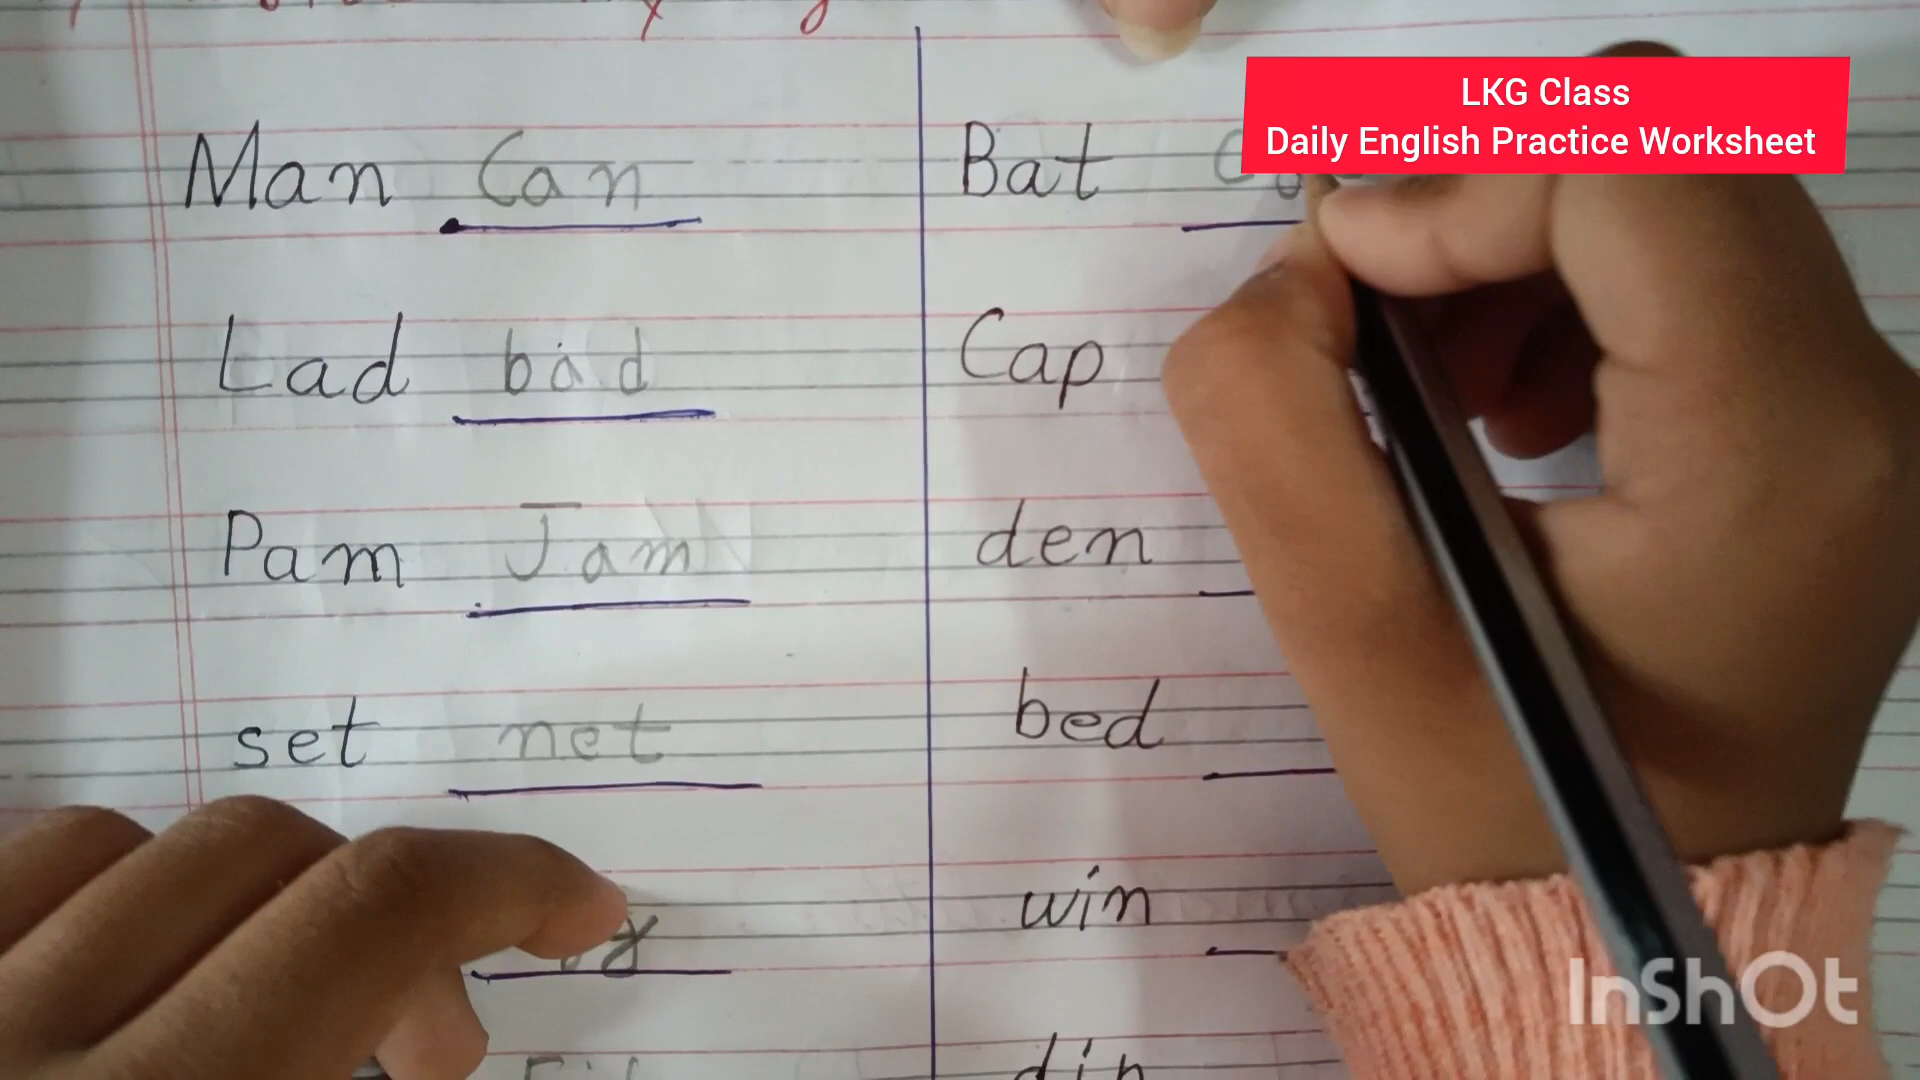 LKG Class
Daily English Practice Worksheet
Man Can
Lad bad
Pam Jam
set net
Bat
Cap
den
bed
win
din
InShOt